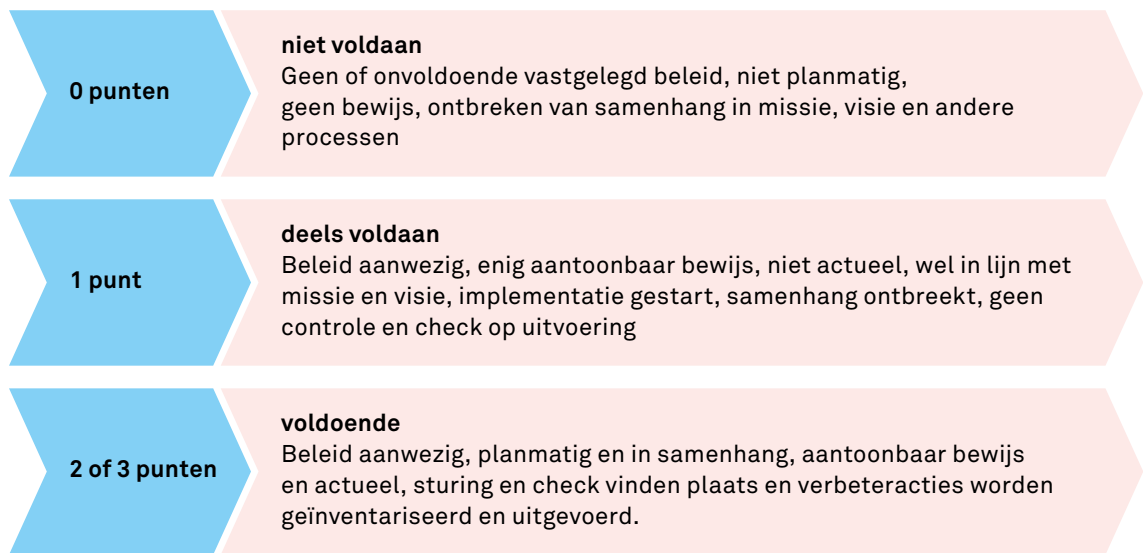 0 punten
niet voldaan
Geen of onvoldoende vastgelegd beleid, niet planmatig,
geen bewijs, ontbreken van samenhang in missie, visie en andere
processen
1 punt
deels voldaan
Beleid aanwezig, enig aantoonbaar bewijs, niet actueel, wel in lijn met
missie en visie, implementatie gestart, samenhang ontbreekt, geen
controle en check op uitvoering
2 of 3 punten
voldoende
Beleid aanwezig, planmatig en in samenhang, aantoonbaar bewijs
en actueel, sturing en check vinden plaats en verbeteracties worden
geïnventariseerd en uitgevoerd.